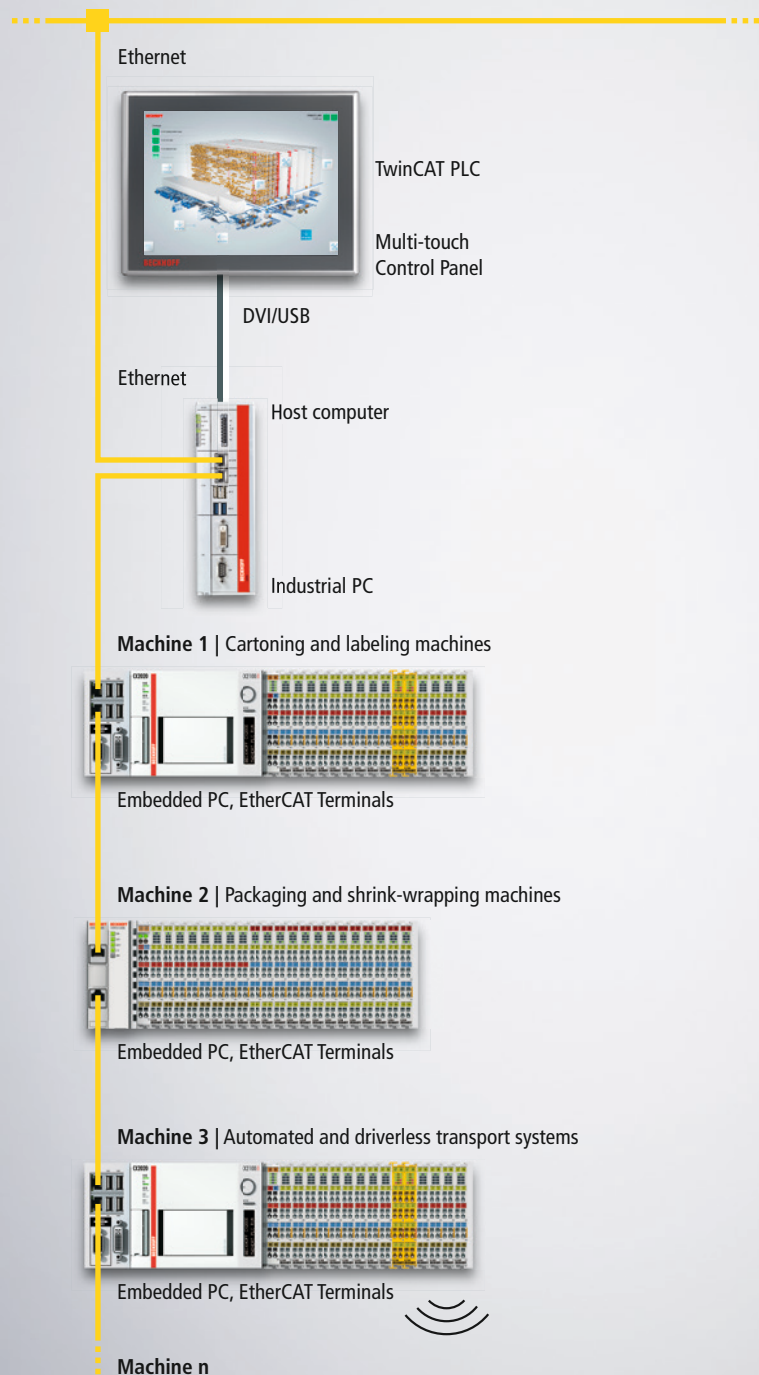 Ethernet
TwinCAT PLC
Multi-touch
Control Panel
BECKHOFF
DVI/USB
Ethernet
Host computer
BECKHOFF
Industrial PC
Machine 1 | Cartoning and labeling machines
Embedded PC, EtherCAT Terminals
Machine 2 | Packaging and shrink-wrapping machines
Embedded PC, EtherCAT Terminals
Machine 3 | Automated and driverless transport systems
Embedded PC, EtherCAT Terminals
Machine n